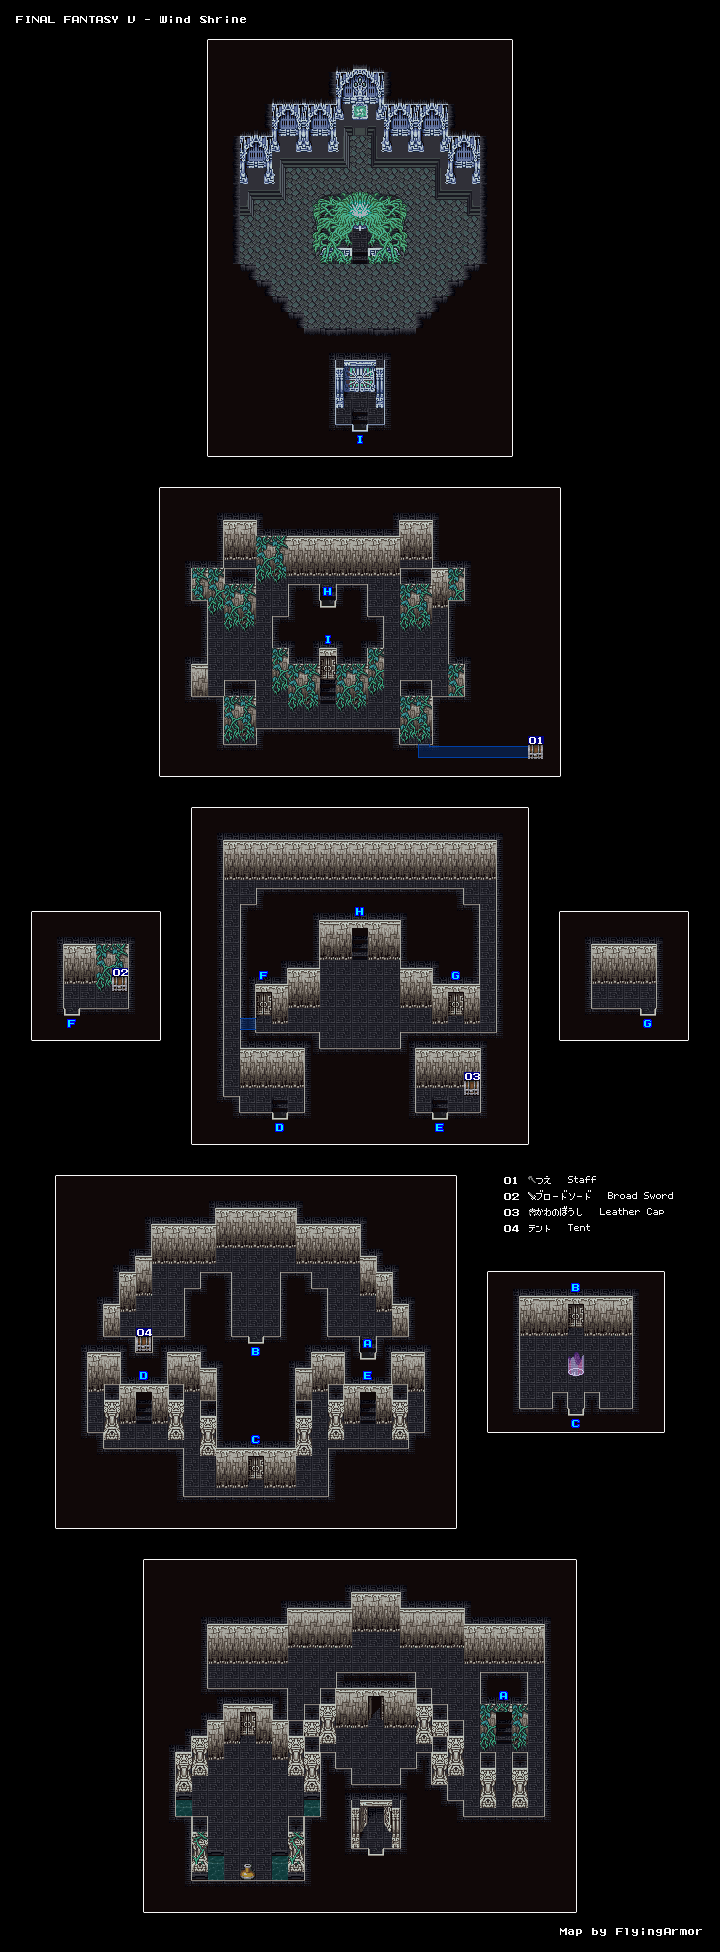 FINAL FANTASY V - Wind Shrine
I
H
I
01
H
F
G
02
F
G
03
D
E
01 つえ Staff
02 ブロードソード Broad Sword
03 かわのぼうし Leather Cap
04 テント Tent
04
B
A
D
E
C
B
C
A
Map by FlyingArmor